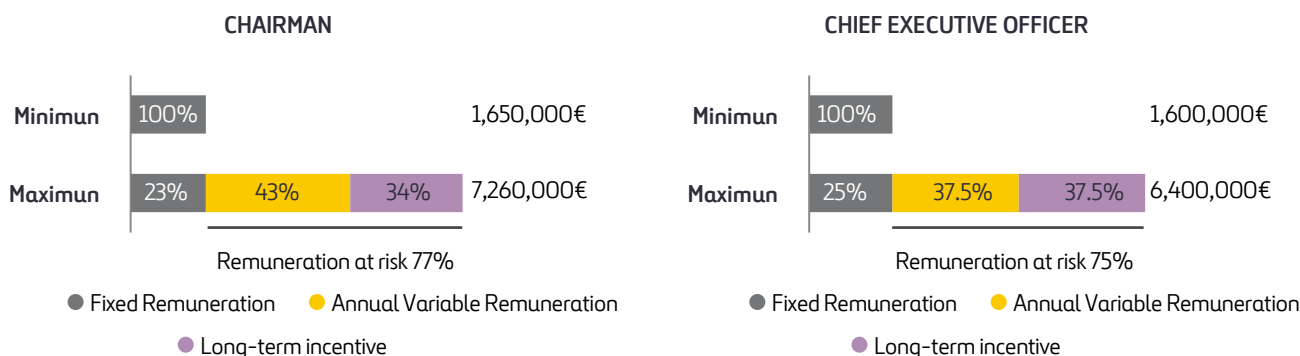 CHAIRMAN
Minimun 100% 1,650,000€
Maximun 23% 43% 34% 7,260,000€
Remuneration at risk 77%
Fixed Remuneration Annual Variable Remuneration
Long-term incentive
CHIEF EXECUTIVE OFFICER
Minimun 100% 1,600,000€
Maximun 25% 37.5% 37.5% 6,400,000€
Remuneration at risk 75%
Fixed Remuneration Annual Variable Remuneration
Long-term incentive